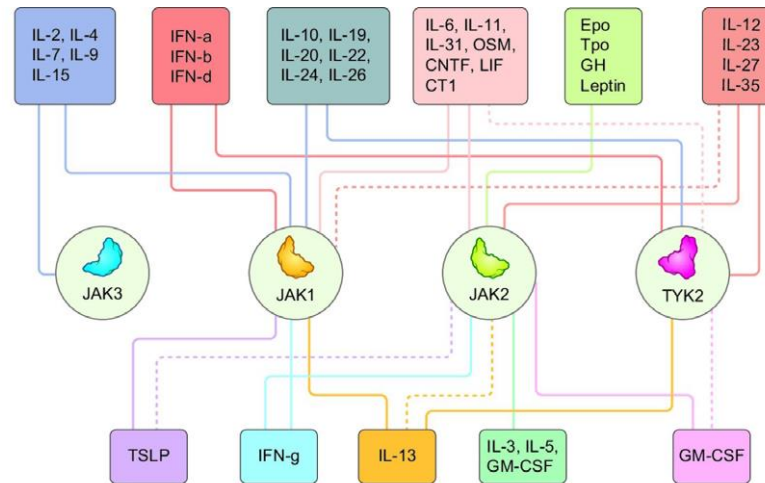 IL-2, IL-4
IL-7, IL-9
IL-15
IFN-a
IFN-b
IFN-d
IL-10, IL-19,
IL-20, IL-22,
IL-24, IL-26
IL-6, IL-11,
IL-31, OSM,
CNTF, LIF
CT1
Epo
Tpo
GH
Leptin
IL-12
IL-23
IL-27
IL-35
JAK3
JAK1
JAK2
TYK2
TSLP
IFN-g
IL-13
IL-3, IL-5,
GM-CSF
GM-CSF